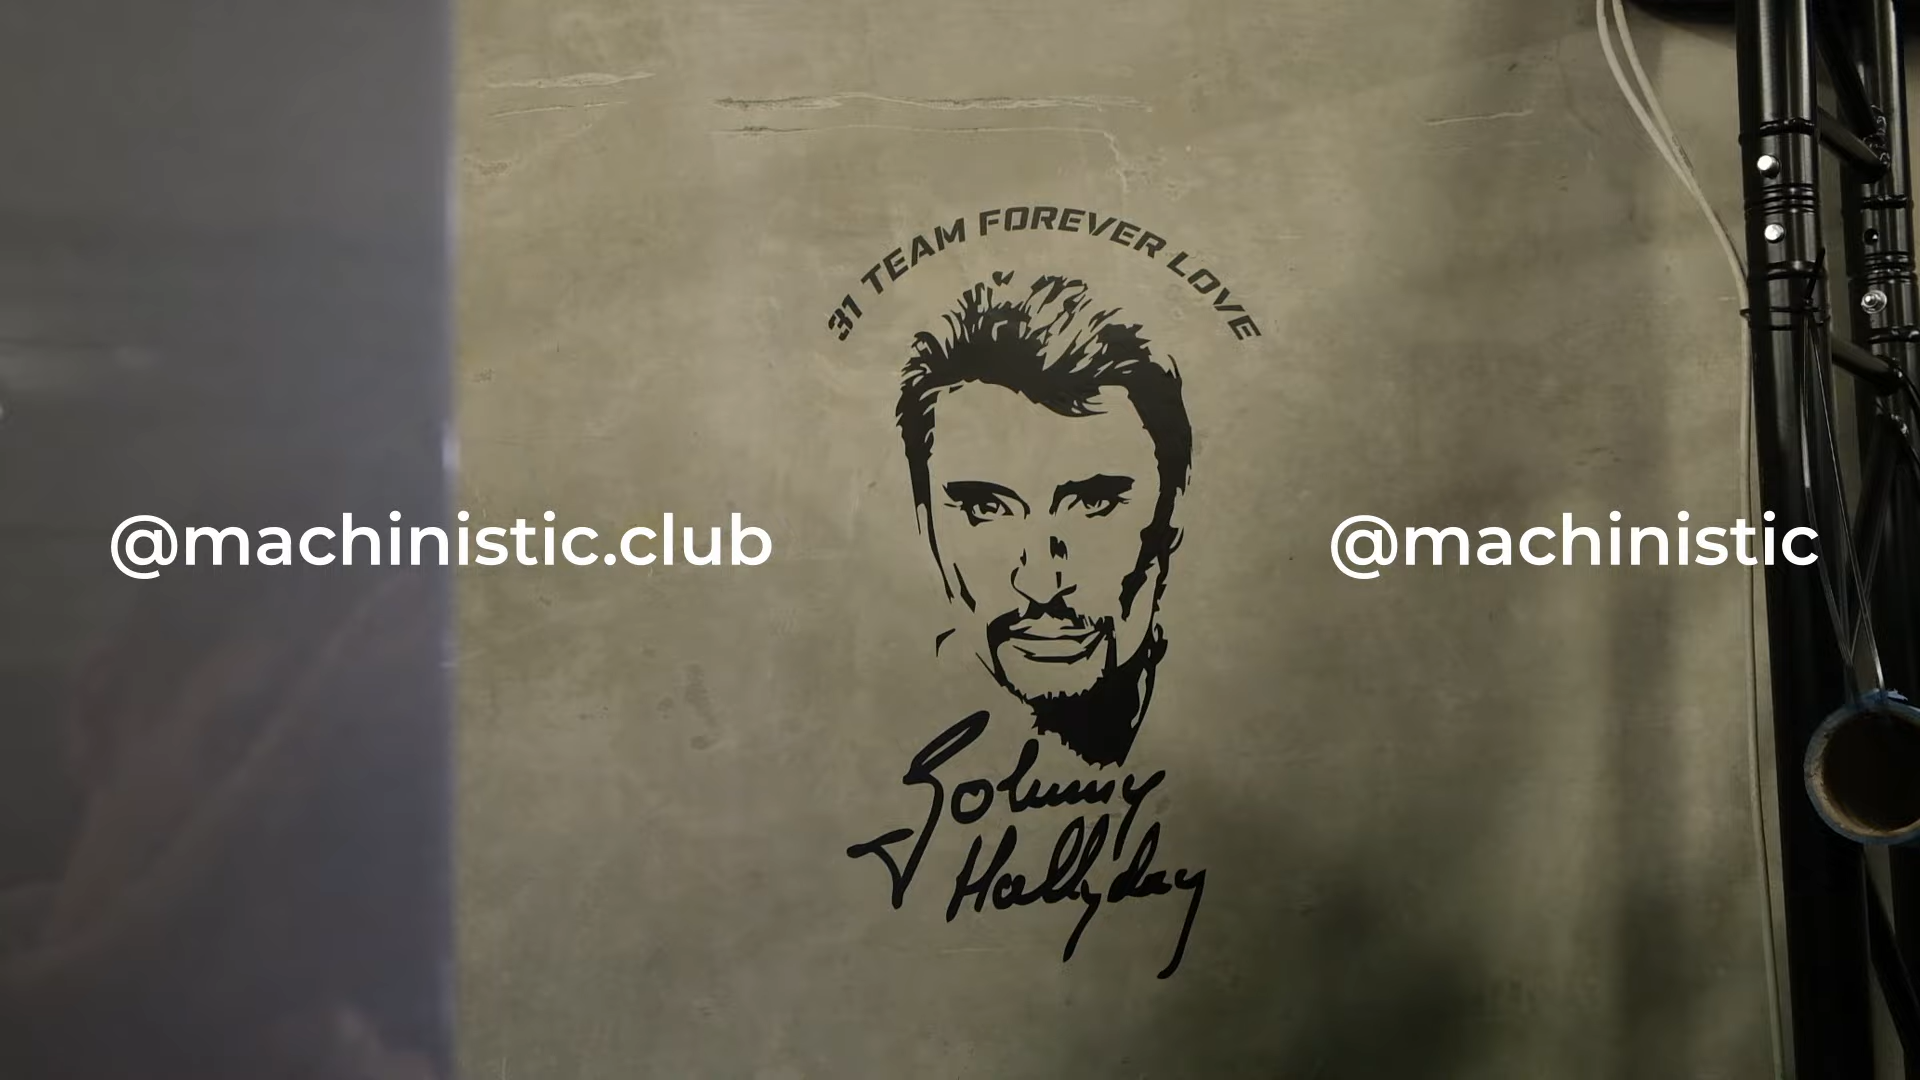 31 TEAM FOREVER LOVE
@machinistic.club
@machinistic
Johnny
Hallyday